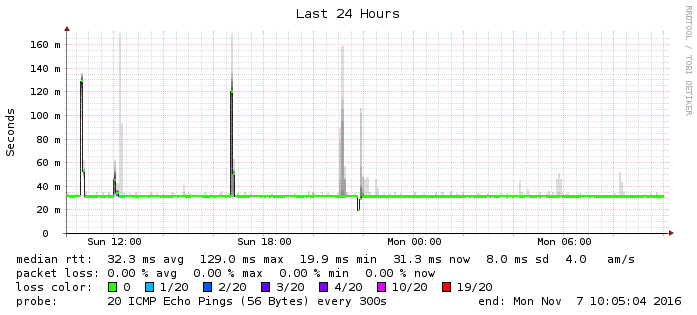 Last 24 Hours
RRDTOOL / TOBI OETIKER
Seconds
160 m
140 m
120 m
100 m
80 m
60 m
40 m
20 m
0
Sun 12:00 Sun 18:00 Mon 00:00 Mon 06:00
median rtt: 32.3 ms avg 129.0 ms max 19.9 ms min 31.3 ms now 8.0 ms sd 4.0 am/s
packet loss: 0.00 % avg 0.00 % max 0.00 % min 0.00 % now
loss color: 0 1/20 2/20 3/20 4/20 10/20 19/20
probe: 20 ICMP Echo Pings (56 Bytes) every 300s end: Mon Nov 7 10:05:04 2016